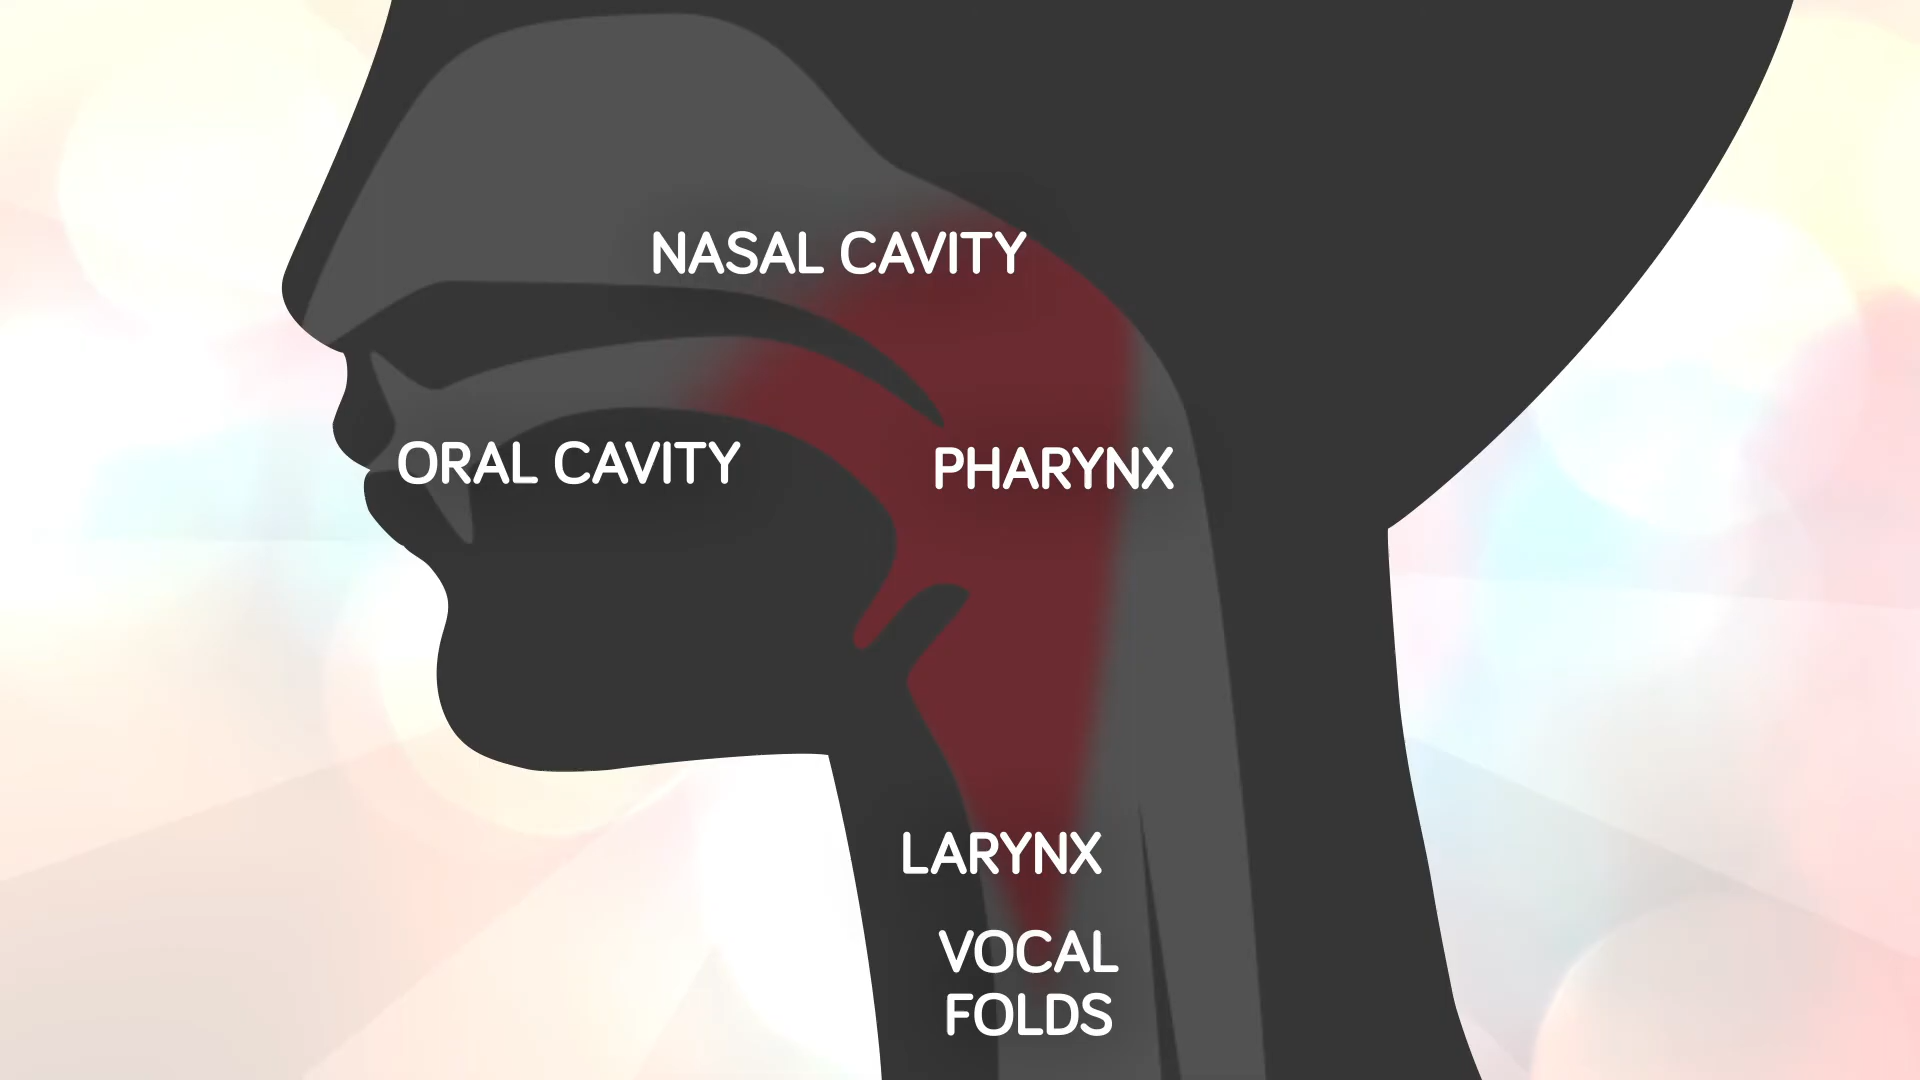 NASAL CAVITY
ORAL CAVITY
PHARYNX
LARYNX
VOCAL
FOLDS